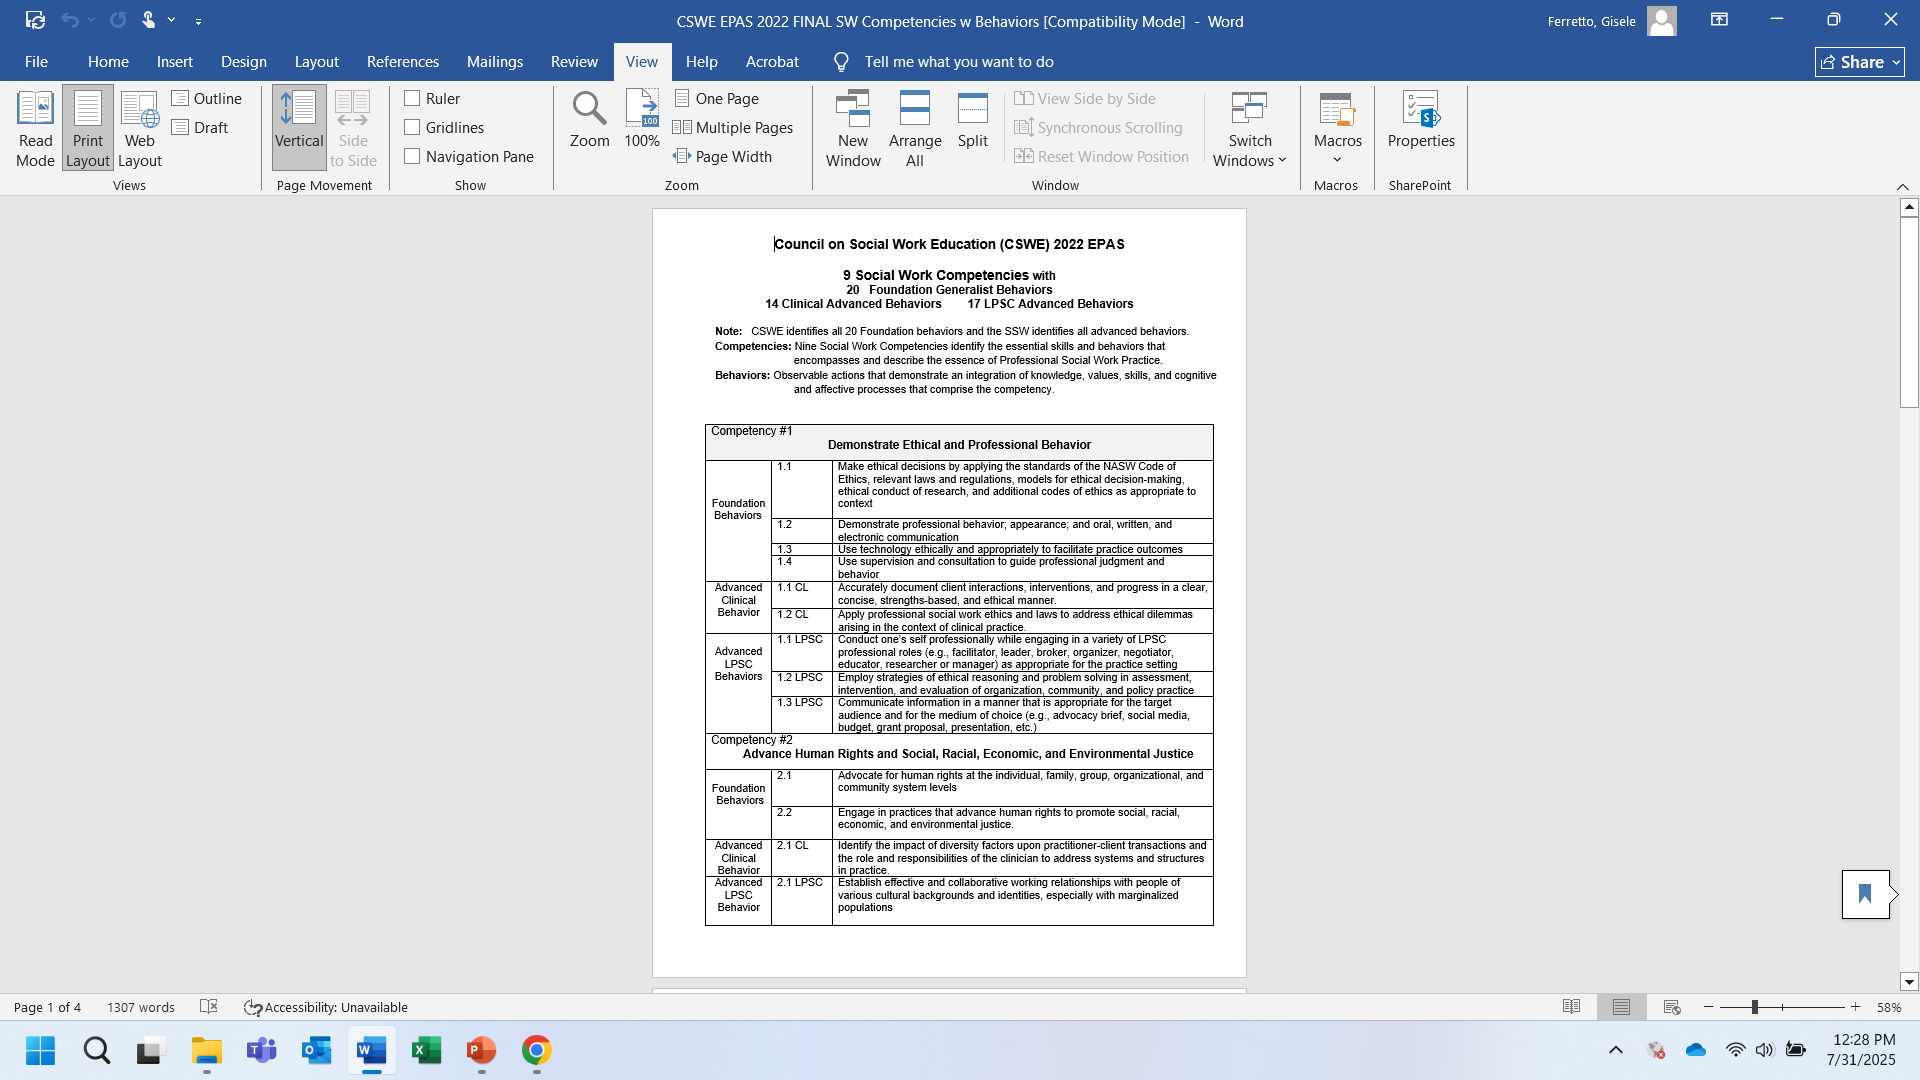 CSWE EPAS 2022 FINAL SW Competencies w Behaviors [Compatibility Mode] - Word
Ferretto, Gisele
File Home Insert Design Layout References Mailings Review View Help Acrobat Tell me what you want to do
Share
Read Mode
Print Layout
Web Layout
Outline
Draft
Views
Vertical
Side to Side
Page Movement
Ruler
Gridlines
Navigation Pane
Show
Zoom
100
100%
One Page
Multiple Pages
Page Width
Zoom
New Window
Arrange All
Split
View Side by Side
Synchronous Scrolling
Reset Window Position
Switch Windows
Window
Macros
Macros
Properties
SharePoint
Council on Social Work Education (CSWE) 2022 EPAS
9 Social Work Competencies with
20 Foundation Generalist Behaviors
14 Clinical Advanced Behaviors 17 LPSC Advanced Behaviors
Note: CSWE identifies all 20 Foundation behaviors and the SSW identifies all advanced behaviors.
Competencies: Nine Social Work Competencies identify the essential skills and behaviors that
encompasses and describe the essence of Professional Social Work Practice.
Behaviors: Observable actions that demonstrate an integration of knowledge, values, skills, and cognitive
and affective processes that comprise the competency.
Competency #1
Demonstrate Ethical and Professional Behavior
Foundation
Behaviors
1.1 Make ethical decisions by applying the standards of the NASW Code of
Ethics, relevant laws and regulations, models for ethical decision-making,
ethical conduct of research, and additional codes of ethics as appropriate to
context
1.2 Demonstrate professional behavior; appearance; and oral, written, and
electronic communication
1.3 Use technology ethically and appropriately to facilitate practice outcomes
1.4 Use supervision and consultation to guide professional judgment and
behavior
Advanced
Clinical
Behavior
1.1 CL Accurately document client interactions, interventions, and progress in a clear,
concise, strengths-based, and ethical manner.
1.2 CL Apply professional social work ethics and laws to address ethical dilemmas
arising in the context of clinical practice.
Advanced
LPSC
Behaviors
1.1 LPSC Conduct one's self professionally while engaging in a variety of LPSC
professional roles (e.g., facilitator, leader, broker, organizer, negotiator,
educator, researcher or manager) as appropriate for the practice setting
1.2 LPSC Employ strategies of ethical reasoning and problem solving in assessment,
intervention, and evaluation of organization, community, and policy practice
1.3 LPSC Communicate information in a manner that is appropriate for the target
audience and for the medium of choice (e.g., advocacy brief, social media,
budget, grant proposal, presentation, etc.)
Competency #2
Advance Human Rights and Social, Racial, Economic, and Environmental Justice
Foundation
Behaviors
2.1 Advocate for human rights at the individual, family, group, organizational, and
community system levels
2.2 Engage in practices that advance human rights to promote social, racial,
economic, and environmental justice.
Advanced
Clinical
Behavior
2.1 CL Identify the impact of diversity factors upon practitioner-client transactions and
the role and responsibilities of the clinician to address systems and structures
in practice.
Advanced
LPSC
Behavior
2.1 LPSC Establish effective and collaborative working relationships with people of
various cultural backgrounds and identities, especially with marginalized
populations
Page 1 of 4 1307 words Accessibility: Unavailable
58%
12:28 PM
7/31/2025